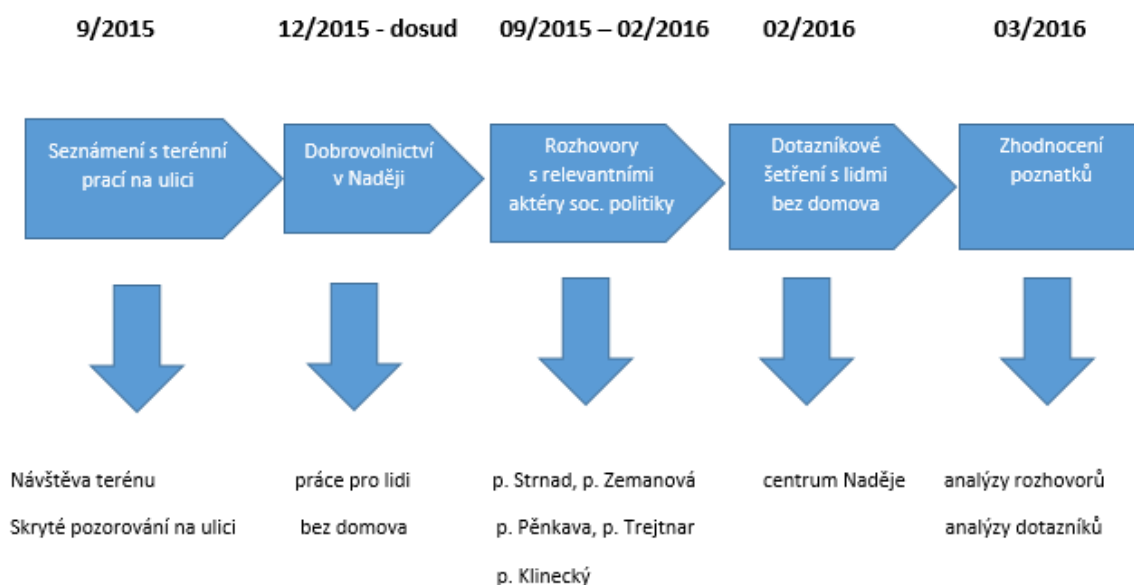 9/2015
12/2015 - dosud
09/2015 – 02/2016
02/2016
03/2016
Seznámení s terénní
prací na ulici
Dobrovolnictví
v Naději
Rozhovory
s relevantními
aktéry soc. politiky
Dotazníkové
šetření s lidmi
bez domova
Zhodnocení
poznatků
Návštěva terénu
Skryté pozorování na ulici
práce pro lidi
bez domova
p. Strnad, p. Zemanová
p. Pěnkava, p. Trejtnar
p. Klinecký
centrum Naděje
analýzy rozhovorů
analýzy dotazníků